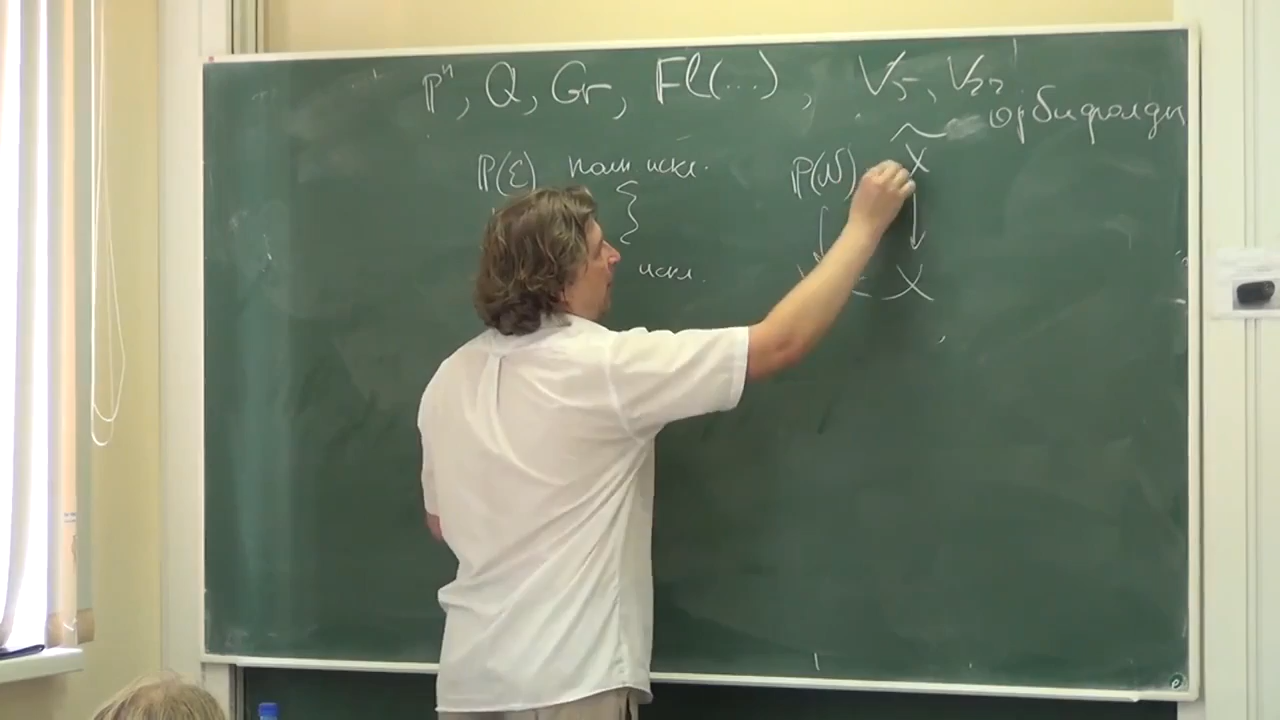 ℙⁿ, Q, Gr, Fl(...), V₅, V₂₂
орбифолды
ℙ(ℰ) полн искл. ℙ(𝒩) X̃
искл. X